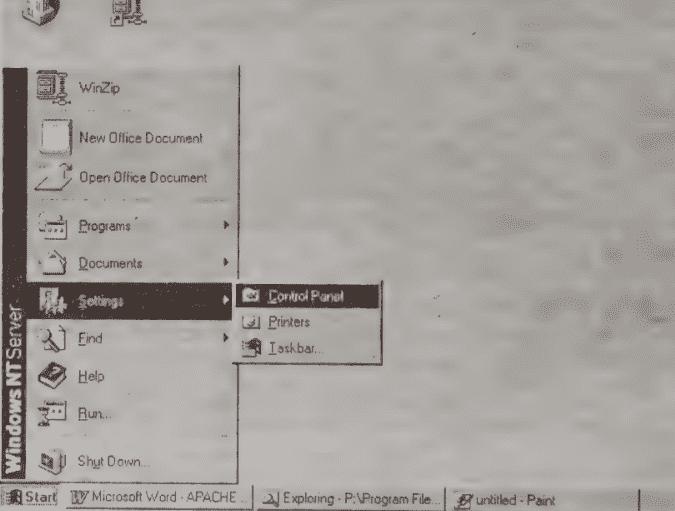 WinZip
New Office Document
Open Office Document
Programs
Documents
Settings
Control Panel
Printers
Taskbar...
Find
Help
Run...
Shut Down...
Windows NT Server
Start
Microsoft Word - APACHE ...
Exploring - P:\Program File...
untitled - Paint